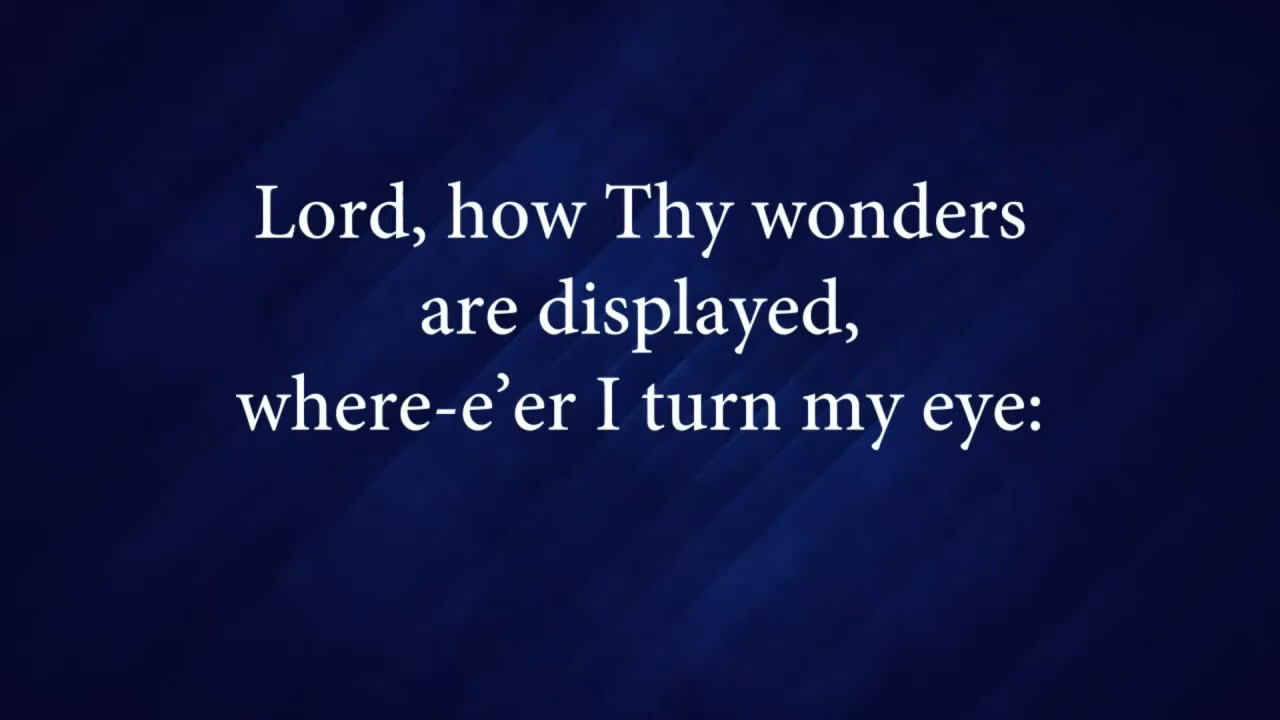 Lord, how Thy wonders
are displayed,
where-e’er I turn my eye: